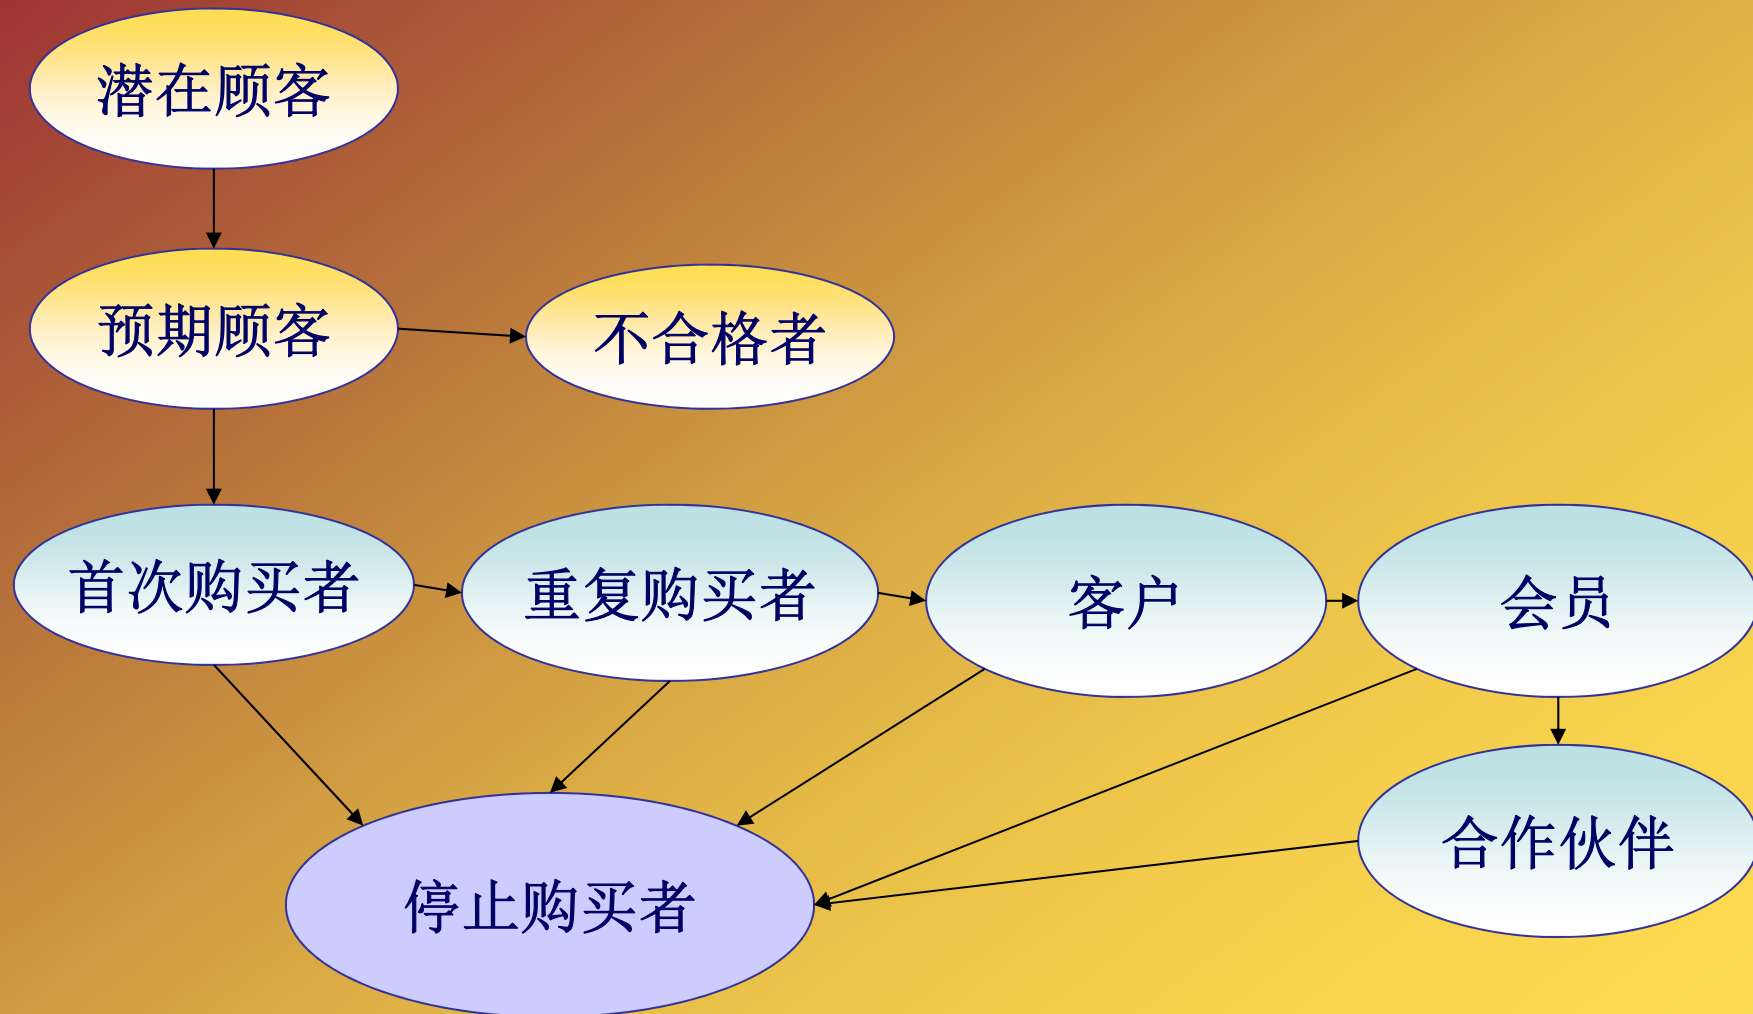 潜在顾客
预期顾客
不合格者
首次购买者
重复购买者
客户
会员
合作伙伴
停止购买者